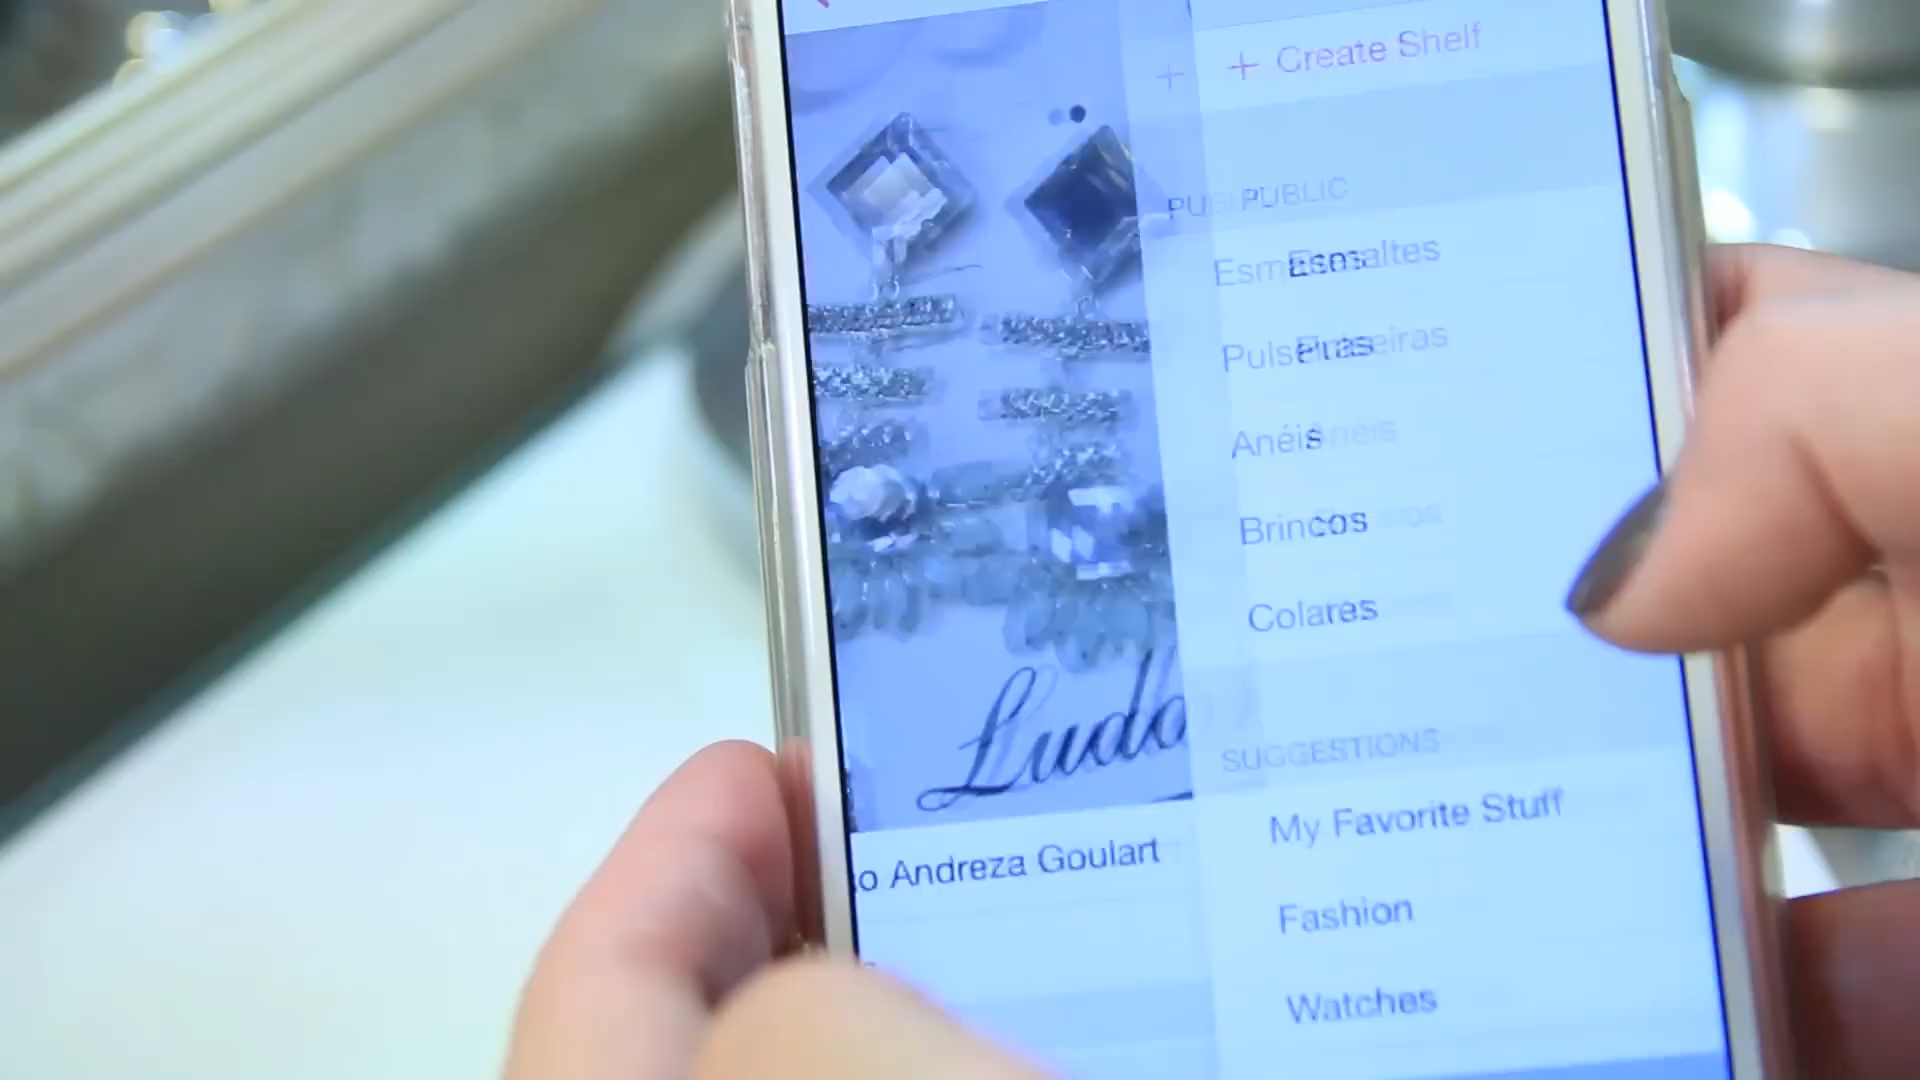 + Create Shelf
PUBLIC
Esmaltes
Pulseiras
Anéis
Brincos
Colares
SUGGESTIONS
My Favorite Stuff
Fashion
Watches
Andreza Goulart